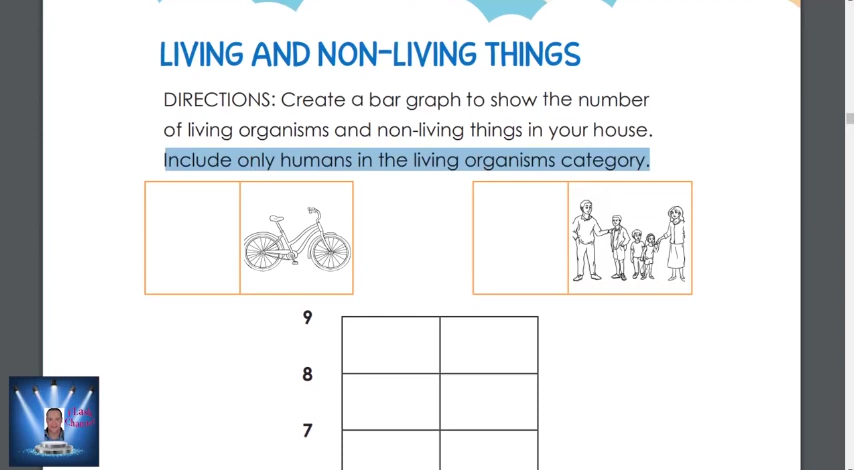 LIVING AND NON-LIVING THINGS
DIRECTIONS: Create a bar graph to show the number
of living organisms and non-living things in your house.
Include only humans in the living organisms category.
9
8
7